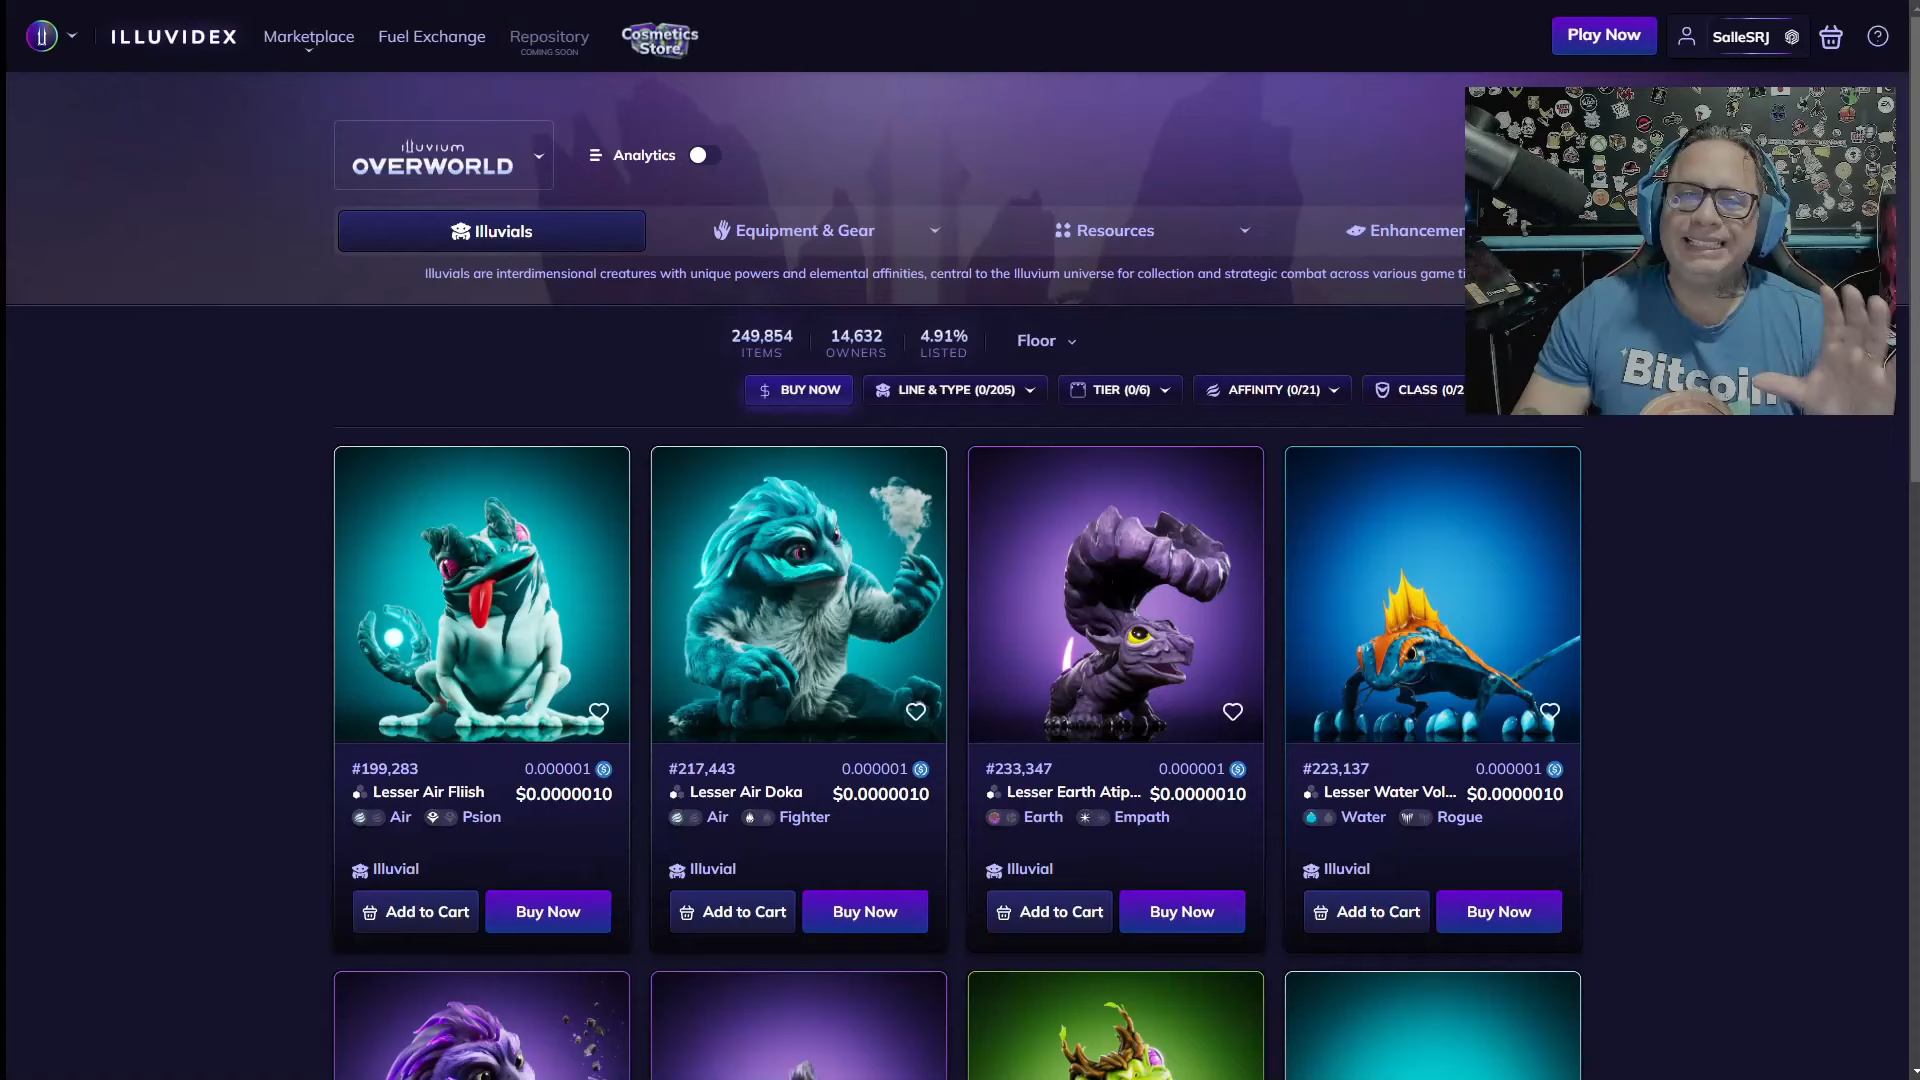 ILLUVIDEX
Marketplace
Fuel Exchange
Repository
COMING SOON
Cosmetics
Store
Play Now
SalleSRJ
illuvium
OVERWORLD
Analytics
Illuvials
Equipment & Gear
Resources
Enhancemen
Illuvials are interdimensional creatures with unique powers and elemental affinities, central to the Illuvium universe for collection and strategic combat across various game ti
249,854
ITEMS
14,632
OWNERS
4.91%
LISTED
Floor
BUY NOW
LINE & TYPE (0/205)
TIER (0/6)
AFFINITY (0/21)
CLASS (0/2
Bitcoin
#199,283 0.000001
Lesser Air Fliish $0.0000010
Air Psion
Illuvial
Add to Cart Buy Now
#217,443 0.000001
Lesser Air Doka $0.0000010
Air Fighter
Illuvial
Add to Cart Buy Now
#233,347 0.000001
Lesser Earth Atip... $0.0000010
Earth Empath
Illuvial
Add to Cart Buy Now
#223,137 0.000001
Lesser Water Vol... $0.0000010
Water Rogue
Illuvial
Add to Cart Buy Now